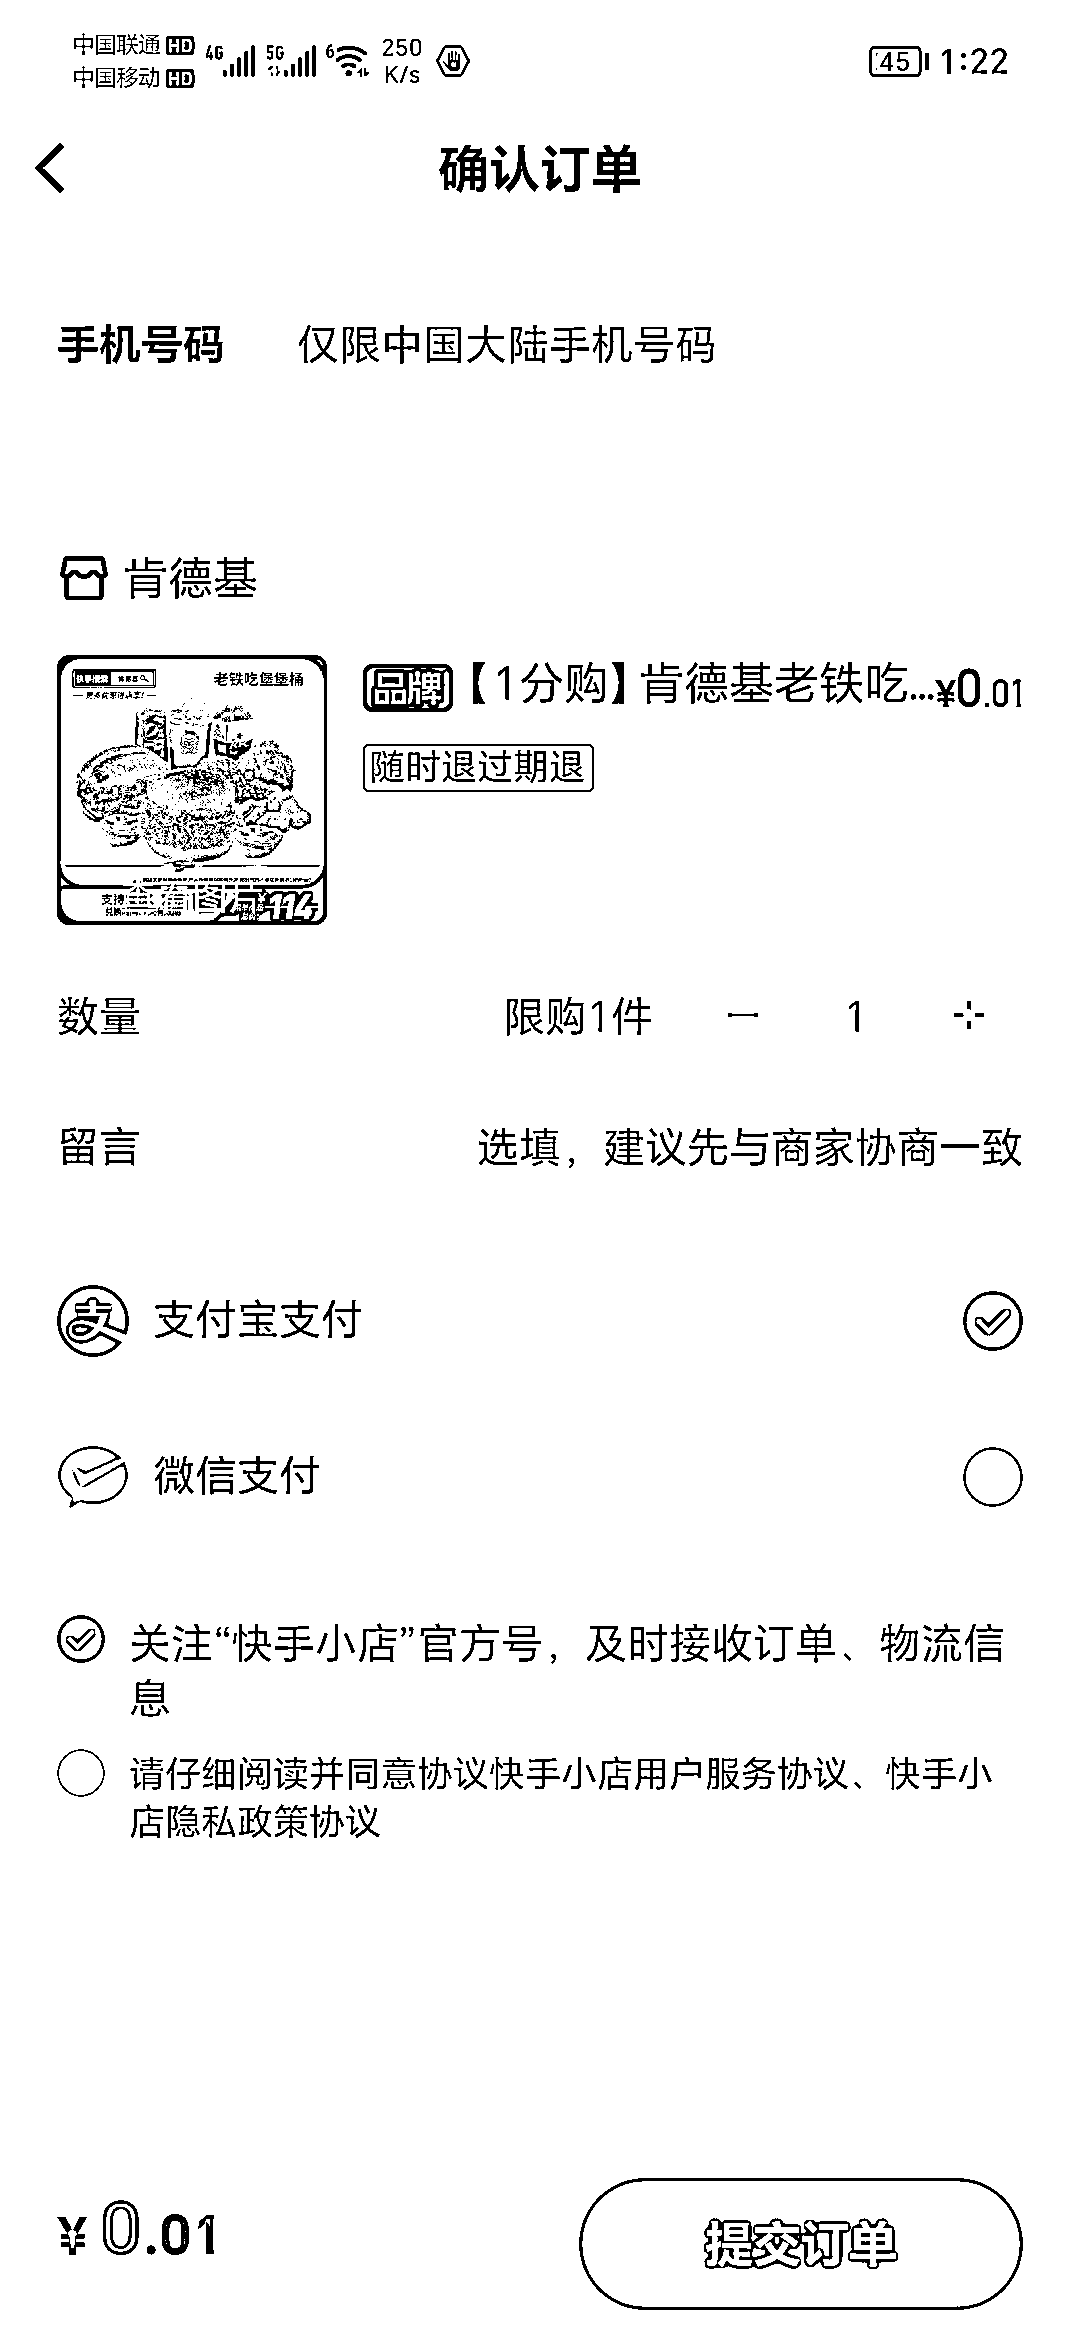 中国联通 HD 4G 5G 6 250 K/s 45 1:22
中国移动 HD
确认订单
手机号码 仅限中国大陆手机号码
肯德基
老铁吃堡堡桶
114
品牌【1分购】肯德基老铁吃...¥0.01
随时退过期退
数量 限购1件 — 1 +
留言 选填，建议先与商家协商一致
支付宝支付
微信支付
关注“快手小店”官方号，及时接收订单、物流信
息
请仔细阅读并同意协议快手小店用户服务协议、快手小
店隐私政策协议
¥0.01 提交订单